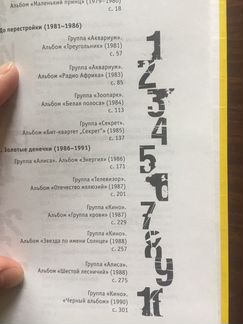 Альбом «Маленький принц» (1979–1980)
с. 18
До перестройки (1981–1986)
Группа «Аквариум».
Альбом «Треугольник» (1981)
с. 57
1
Группа «Аквариум».
Альбом «Радио Африка» (1983)
с. 85
2
Группа «Зоопарк».
Альбом «Белая полоса» (1984)
с. 113
3
Группа «Секрет».
Альбом «Бит-квартет „Секрет“» (1985)
с. 137
4
Золотые денечки (1986–1991)
Группа «Алиса». Альбом «Энергия» (1986)
с. 171
5
Группа «Телевизор».
Альбом «Отечество иллюзий» (1987)
с. 201
6
Группа «Кино».
Альбом «Группа крови» (1987)
с. 229
7
Группа «Кино».
Альбом «Звезда по имени Солнце» (1988)
с. 257
8
Группа «Алиса».
Альбом «Шестой лесничий» (1988)
с. 275
9
Группа «Кино».
«Черный альбом» (1990)
с. 301